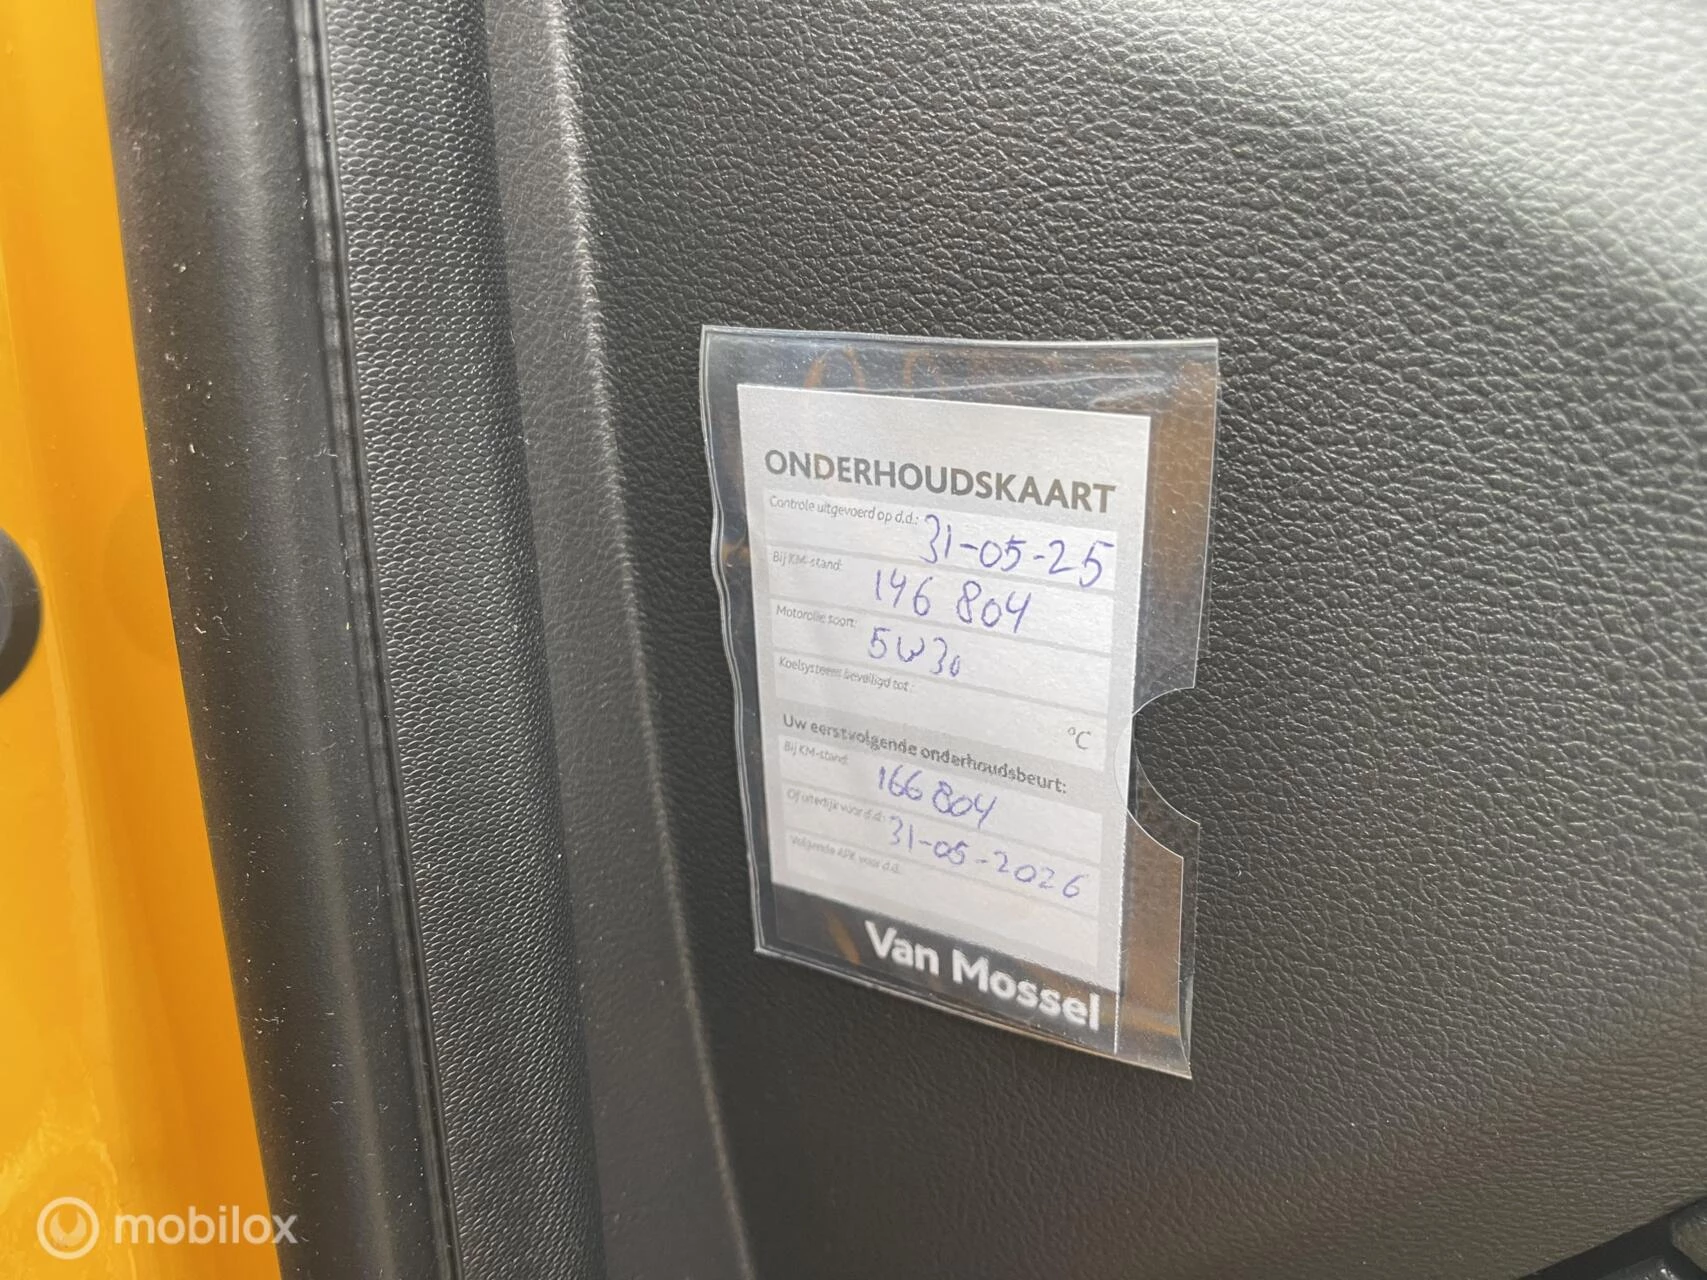 ONDERHOUDSKAART
Controle uitgevoerd op d.d.: 31-05-25
Bij KM-stand: 146 804
Motorolie soort: 5W30
Koelsysteem beveiligd tot: °C
Uw eerstvolgende onderhoudsbeurt:
Bij KM-stand: 166 804
Of uiterlijk voor d.d.: 31-05-2026
Volgende APK voor d.d.
Van Mossel
mobilox